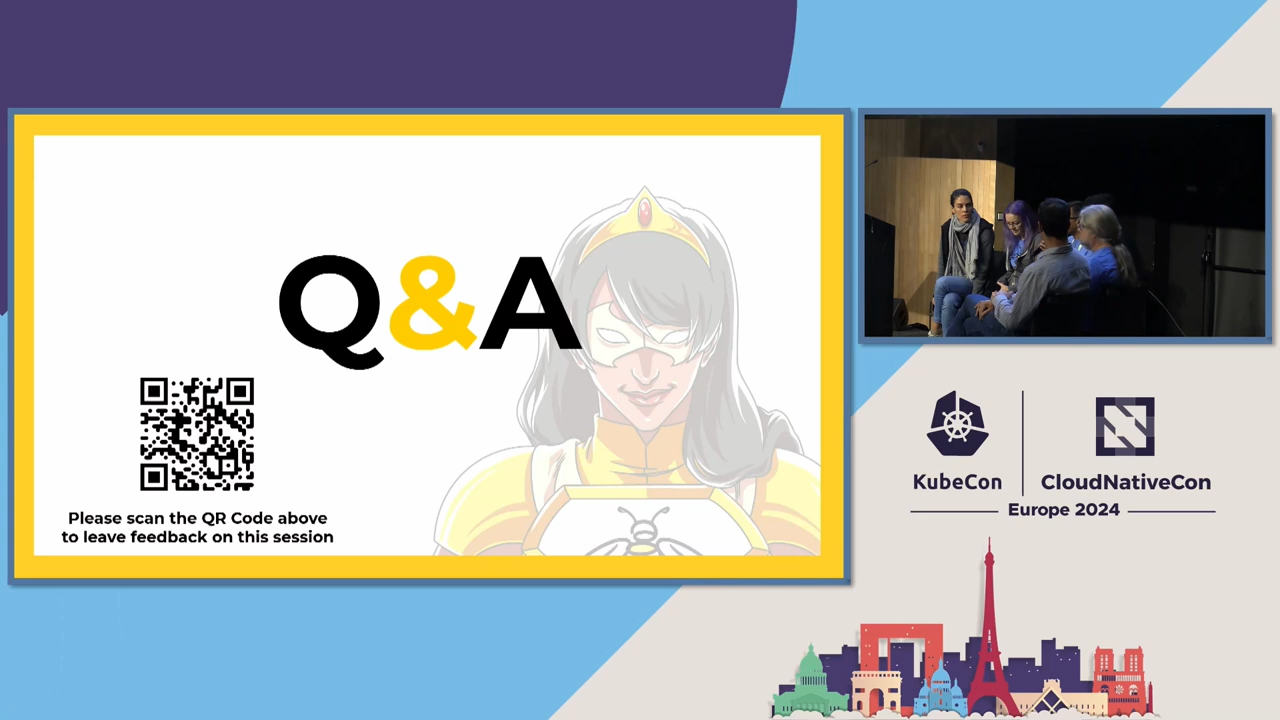 Q&A
Please scan the QR Code above
to leave feedback on this session
KubeCon
CloudNativeCon
Europe 2024